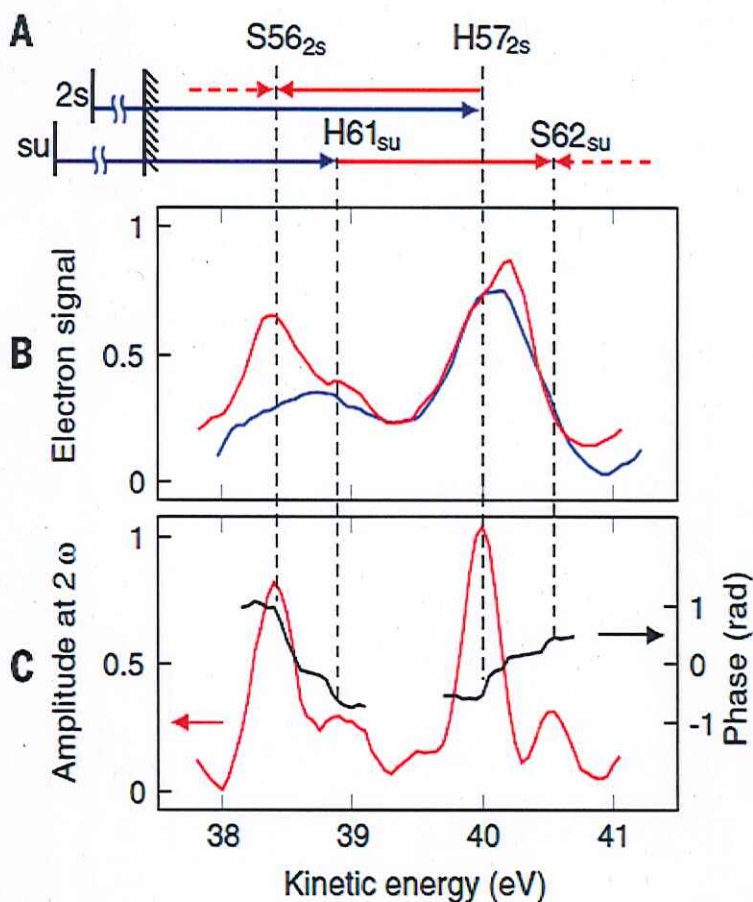 A
S56₂ₛ H57₂ₛ
2s
su H61ₛᵤ S62ₛᵤ
B
Electron signal
1
0.5
0
C
Amplitude at 2 ω
1
0.5
0
Phase (rad)
1
0
-1
38 39 40 41
Kinetic energy (eV)